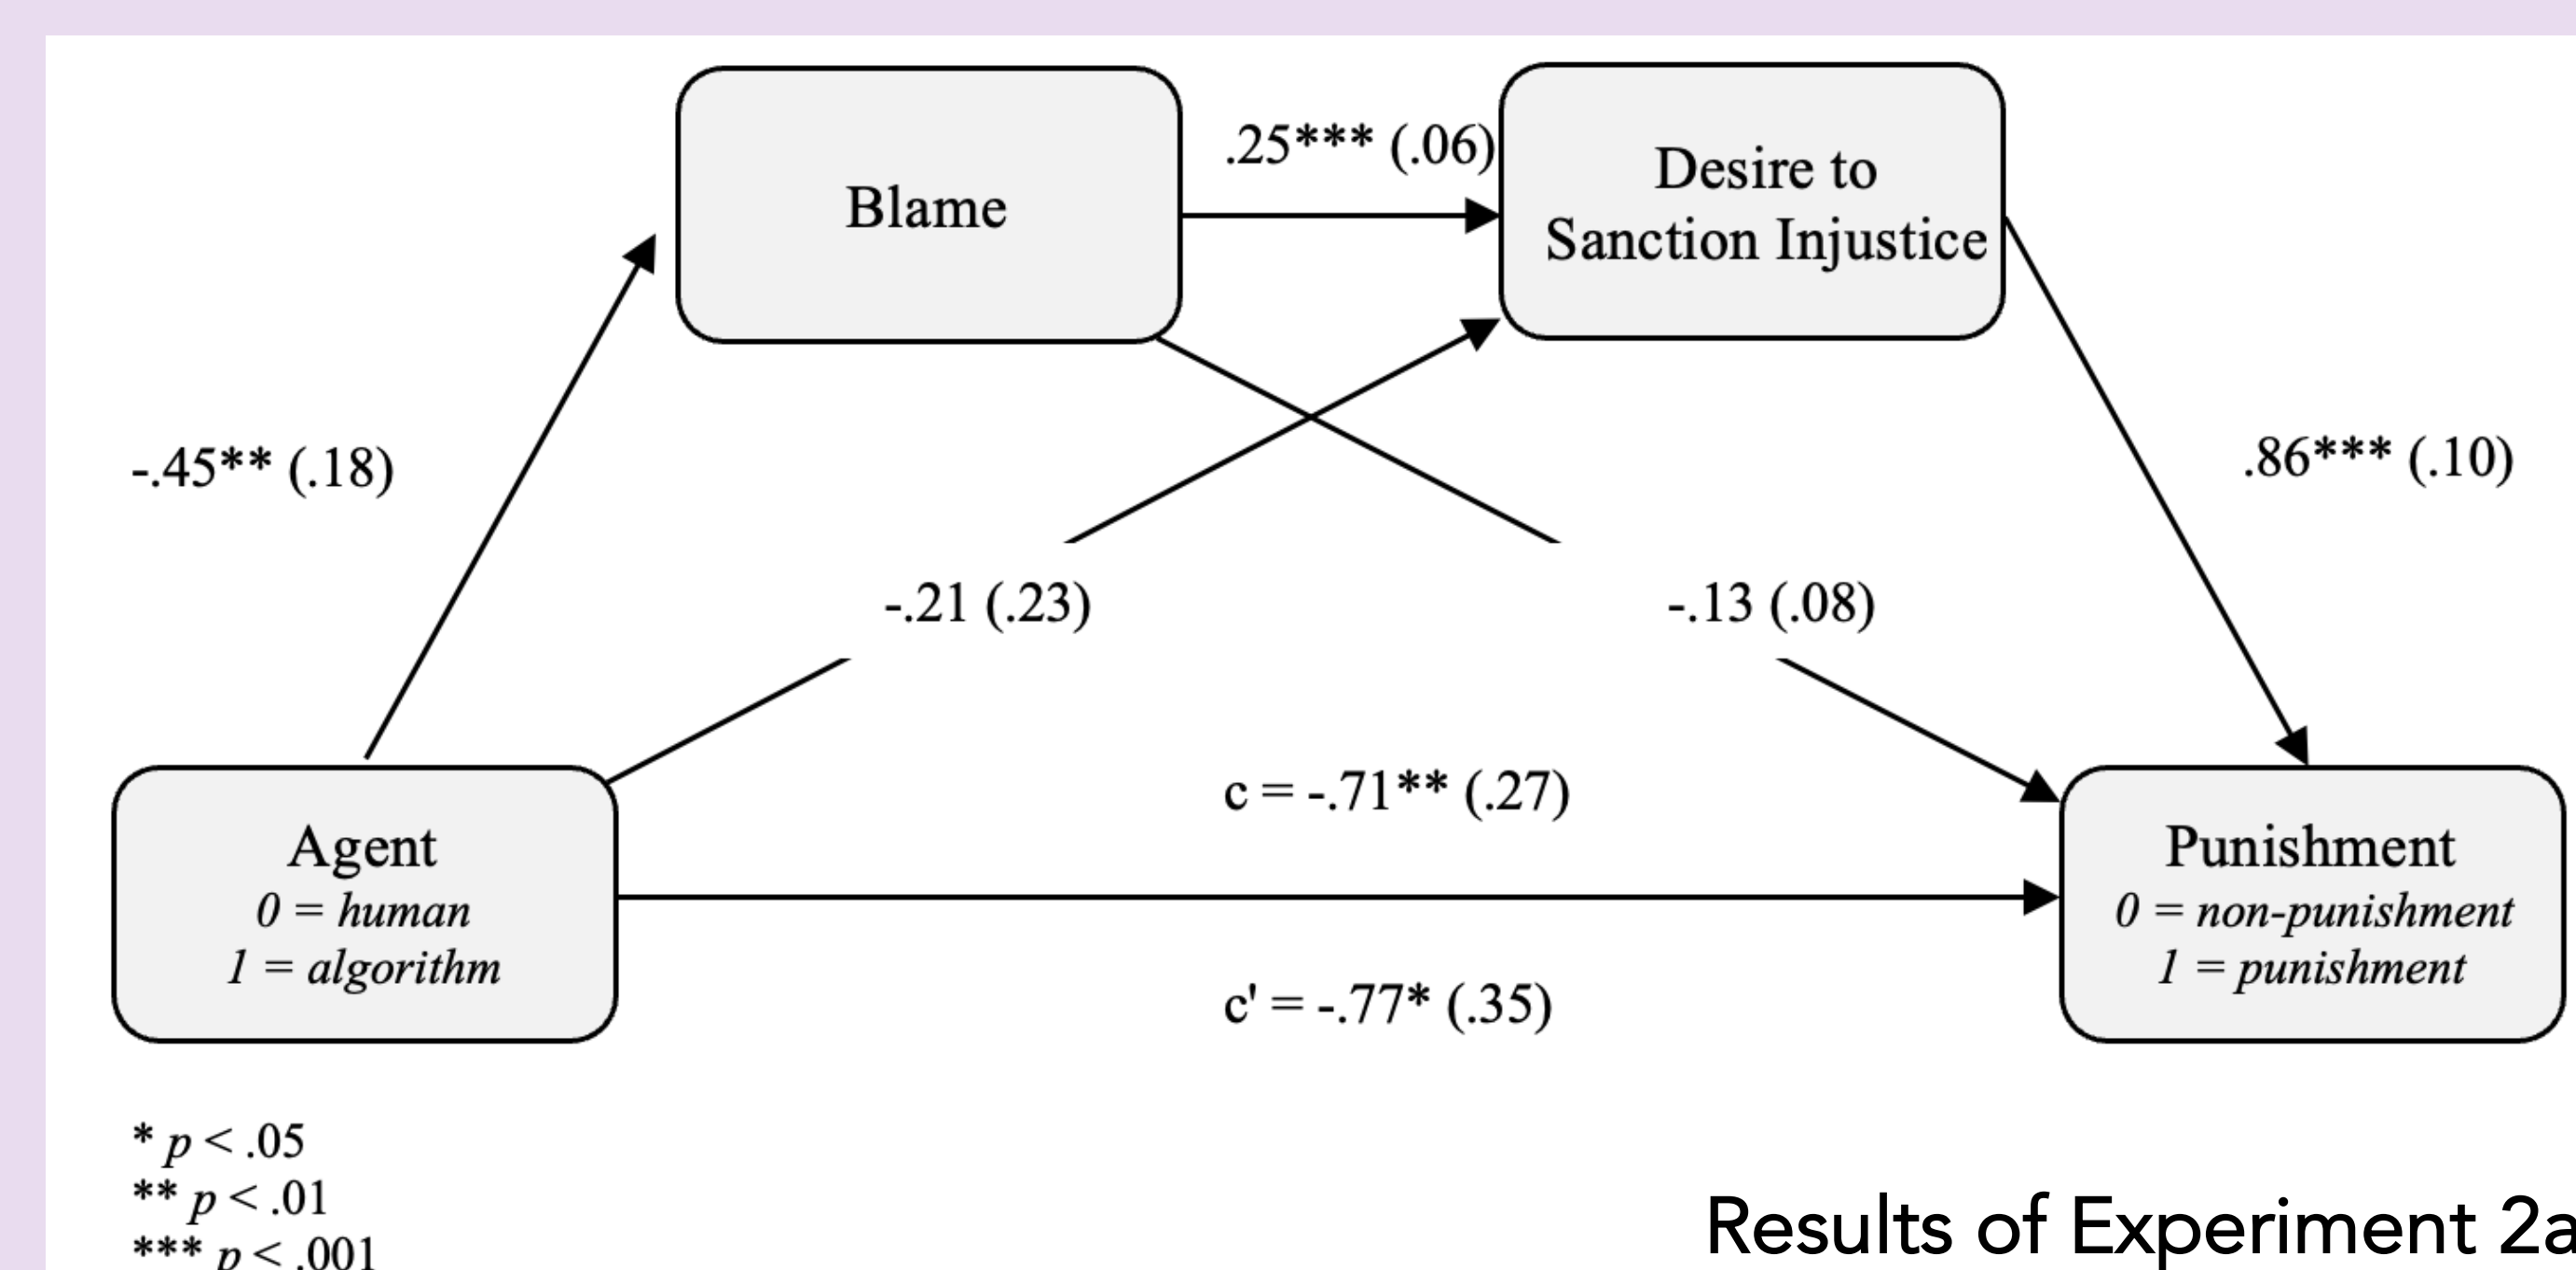 Blame
.25*** (.06)
Desire to
Sanction Injustice
-.45** (.18)
.86*** (.10)
-.21 (.23)
-.13 (.08)
c = -.71** (.27)
Agent
0 = human
1 = algorithm
Punishment
0 = non-punishment
1 = punishment
c' = -.77* (.35)
* p < .05
** p < .01
*** p < .001
Results of Experiment 2a